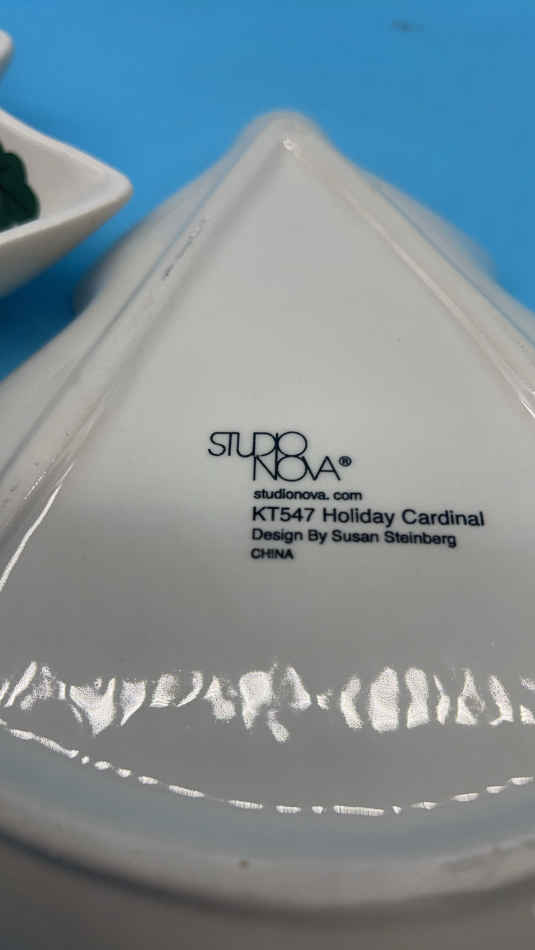 STUDIO
NOVA®
studionova. com
KT547 Holiday Cardinal
Design By Susan Steinberg
CHINA